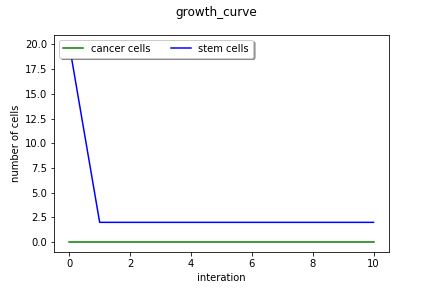 growth_curve
cancer cells stem cells
20.0
17.5
15.0
12.5
10.0
7.5
5.0
2.5
0.0
number of cells
0 2 4 6 8 10
interation